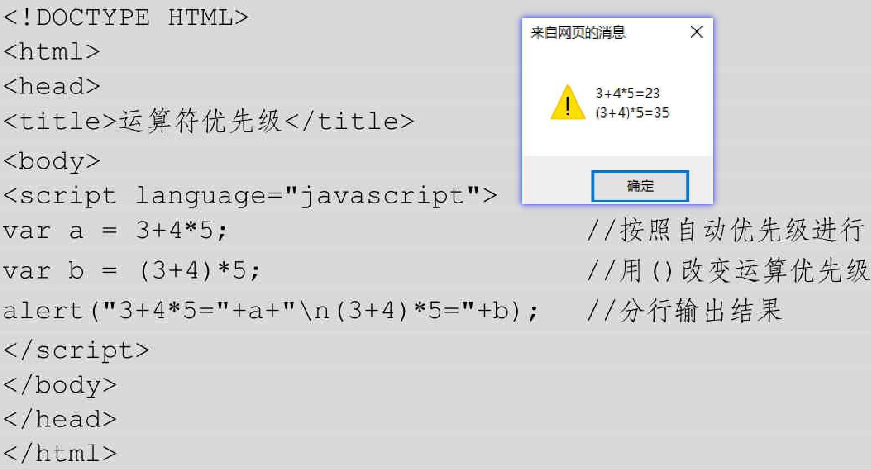 <!DOCTYPE HTML>
<html>
<head>
<title>运算符优先级</title>
<body>
<script language="javascript">
var a = 3+4*5; //按照自动优先级进行
var b = (3+4)*5; //用()改变运算优先级
alert("3+4*5="+a+"\n(3+4)*5="+b); //分行输出结果
</script>
</body>
</head>
</html>
来自网页的消息
3+4*5=23
(3+4)*5=35
确定